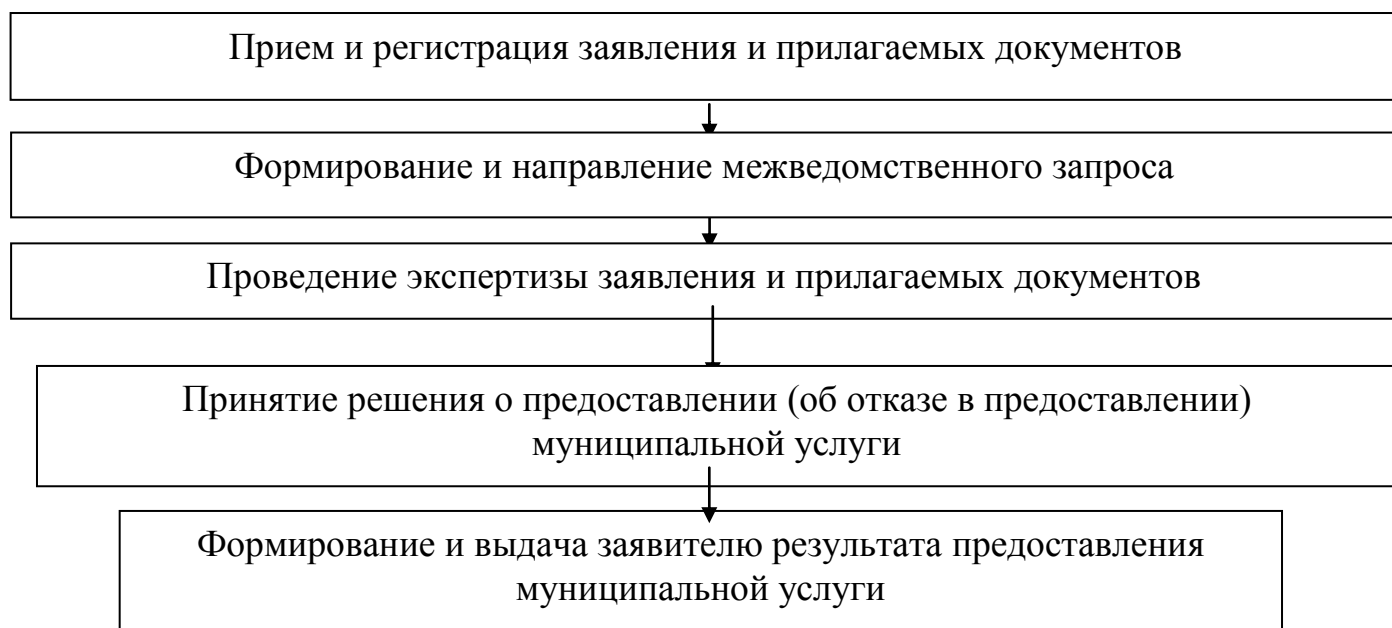 Прием и регистрация заявления и прилагаемых документов
Формирование и направление межведомственного запроса
Проведение экспертизы заявления и прилагаемых документов
Принятие решения о предоставлении (об отказе в предоставлении)
муниципальной услуги
Формирование и выдача заявителю результата предоставления
муниципальной услуги